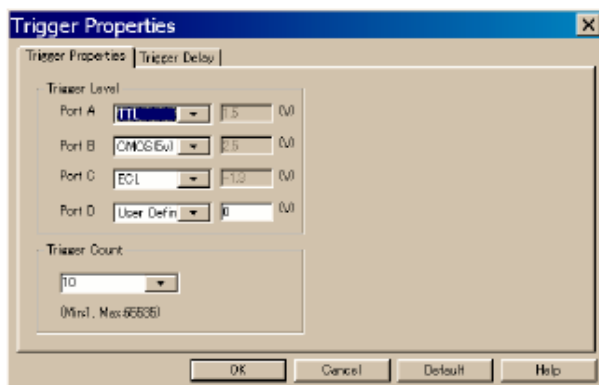 Trigger Properties
Trigger Properties Trigger Delay
Trigger Level
Port A TTL 1.5 (V)
Port B CMOS(5v) 2.5 (V)
Port C ECL -1.3 (V)
Port D User Defin 0 (V)
Trigger Count
10
(Min:1, Max:65535)
OK Cancel Default Help